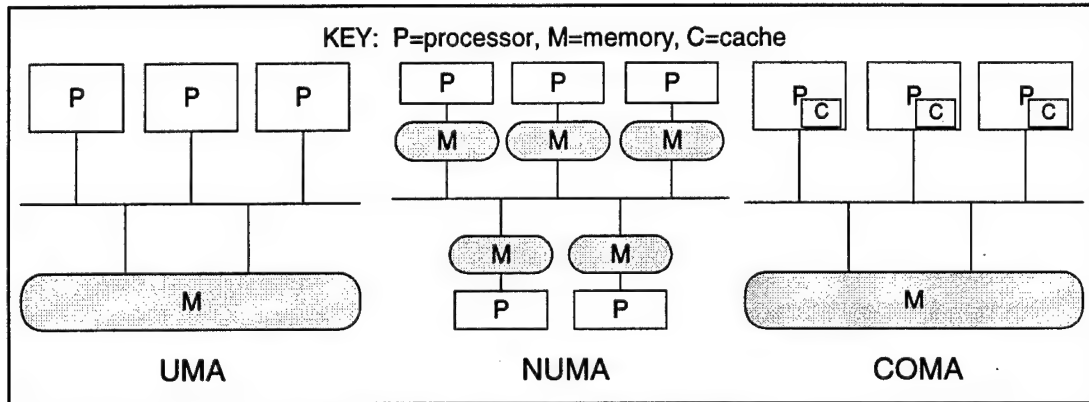 KEY: P=processor, M=memory, C=cache
P P P
P P P
P C P C P C
M M M
M M
P P
M
M
UMA NUMA COMA